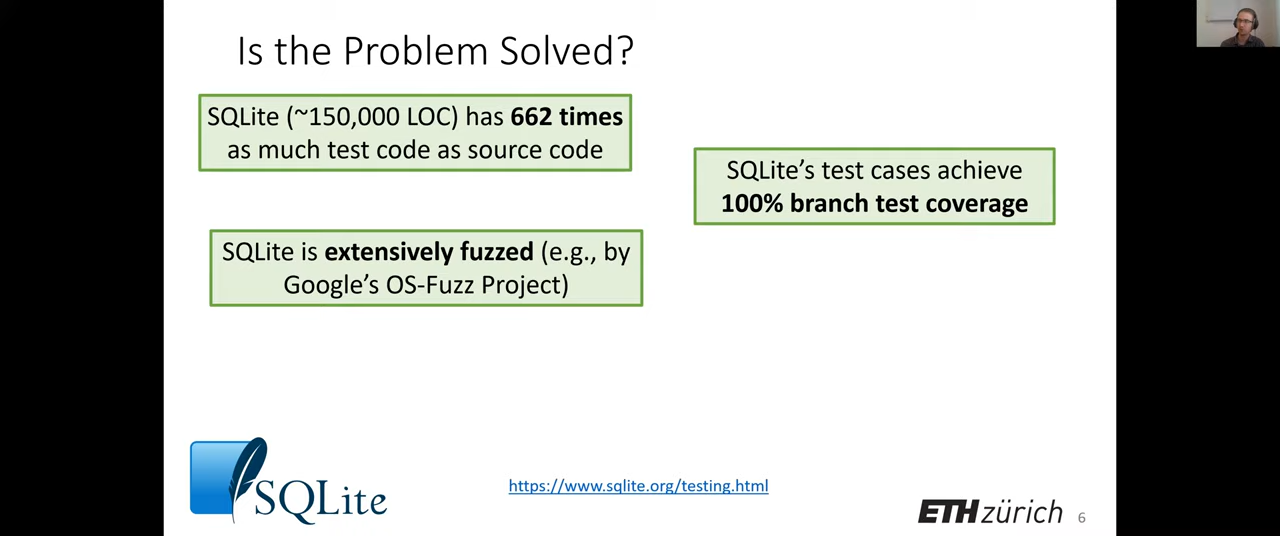 Is the Problem Solved?
SQLite (~150,000 LOC) has 662 times
as much test code as source code
SQLite's test cases achieve
100% branch test coverage
SQLite is extensively fuzzed (e.g., by
Google's OS-Fuzz Project)
SQLite
https://www.sqlite.org/testing.html
ETH zürich
6